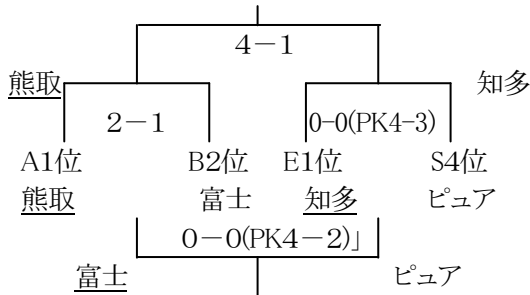 4－1
熊取 知多
2－1 0-0(PK4-3)
A1位 B2位 E1位 S4位
熊取 富士 知多 ピュア
0－0(PK4－2)」
富士 ピュア